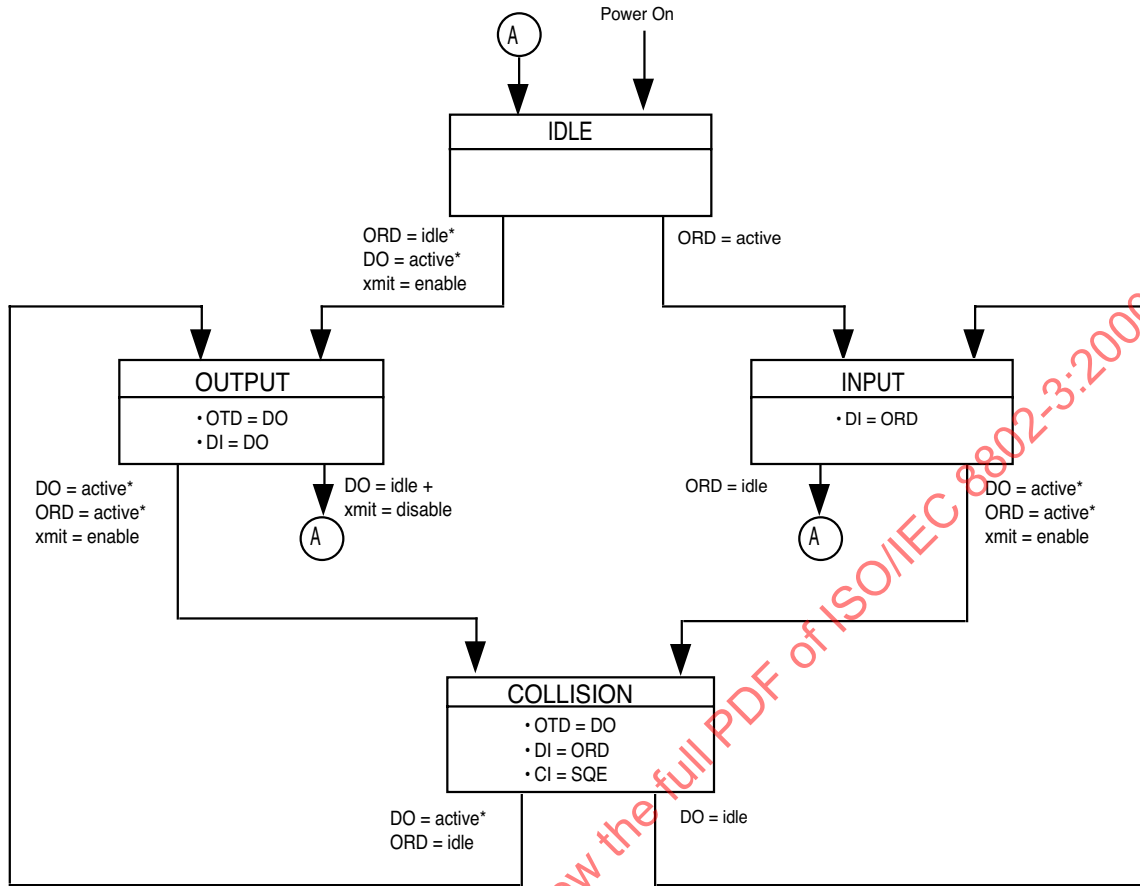 Power On
A
IDLE
ORD = idle*
DO = active*
xmit = enable
ORD = active
OUTPUT
• OTD = DO
• DI = DO
INPUT
• DI = ORD
DO = active*
ORD = active*
xmit = enable
DO = idle +
xmit = disable
A
ORD = idle
A
DO = active*
ORD = active*
xmit = enable
COLLISION
• OTD = DO
• DI = ORD
• CI = SQE
DO = active*
ORD = idle
DO = idle
the full PDF of ISO/IEC 8802-3:200